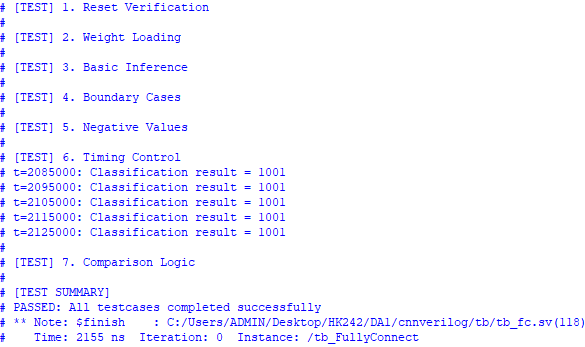 # [TEST] 1. Reset Verification
#
# [TEST] 2. Weight Loading
#
# [TEST] 3. Basic Inference
#
# [TEST] 4. Boundary Cases
#
# [TEST] 5. Negative Values
#
# [TEST] 6. Timing Control
# t=2085000: Classification result = 1001
# t=2095000: Classification result = 1001
# t=2105000: Classification result = 1001
# t=2115000: Classification result = 1001
# t=2125000: Classification result = 1001
#
# [TEST] 7. Comparison Logic
#
# [TEST SUMMARY]
# PASSED: All testcases completed successfully
# ** Note: $finish    : C:/Users/ADMIN/Desktop/HK242/DA1/cnnverilog/tb/tb_fc.sv(118)
#    Time: 2155 ns  Iteration: 0  Instance: /tb_FullyConnect